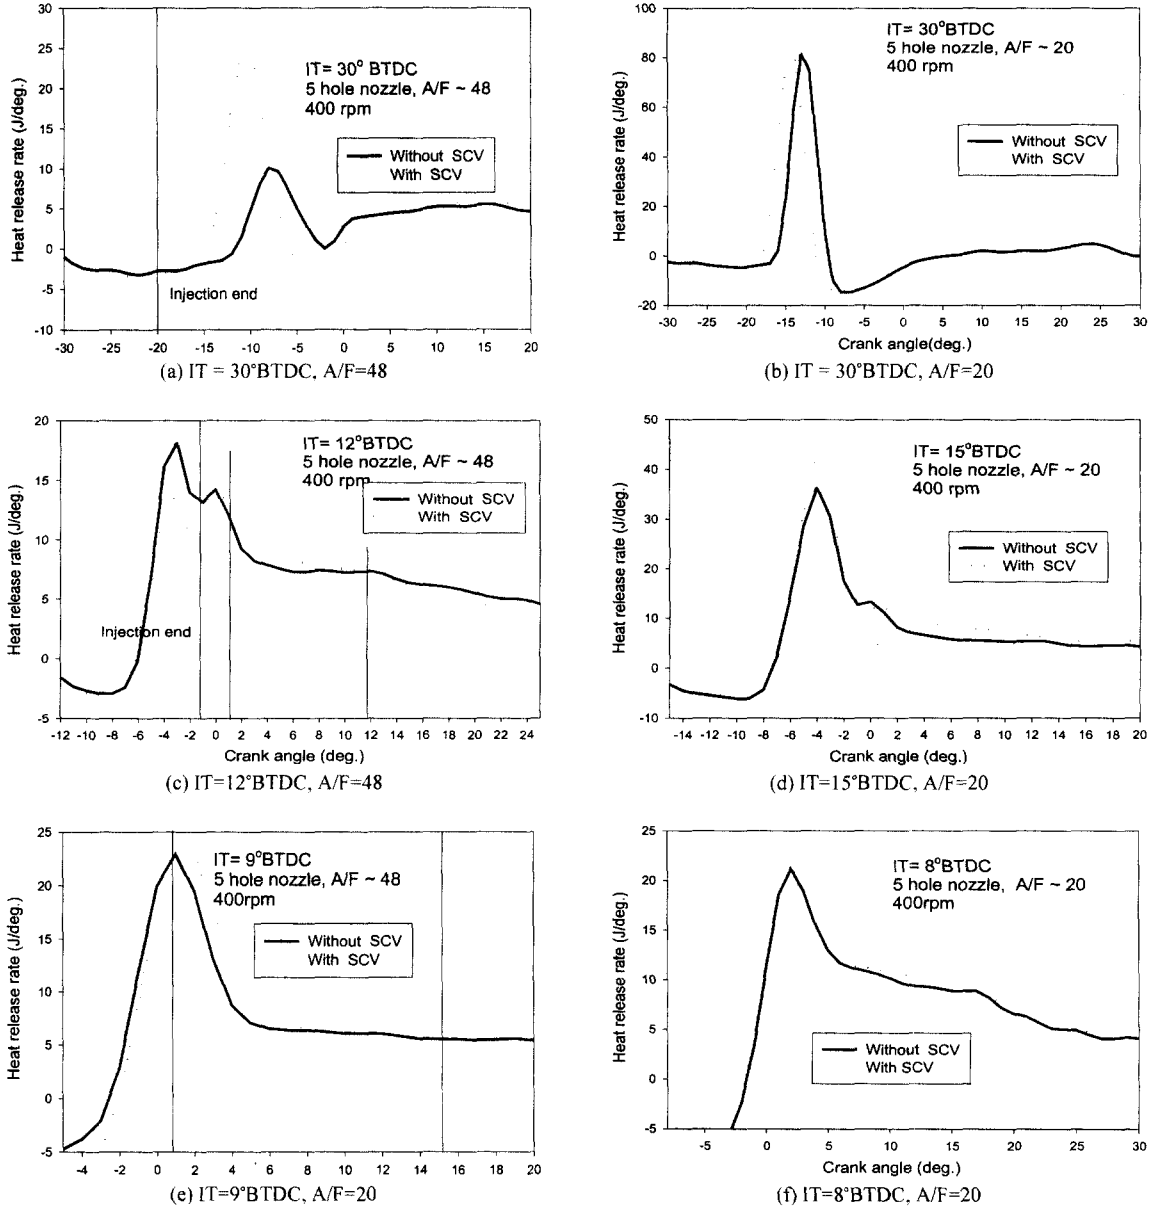 Heat release rate (J/deg.)
30
25
20
15
10
5
0
-5
-10
-30 -25 -20 -15 -10 -5 0 5 10 15 20
IT= 30° BTDC
5 hole nozzle, A/F ~ 48
400 rpm
Without SCV
With SCV
Injection end
(a) IT = 30°BTDC, A/F=48
Heat release rate (J/deg.)
100
80
60
40
20
0
-20
-30 -25 -20 -15 -10 -5 0 5 10 15 20 25 30
IT= 30°BTDC
5 hole nozzle, A/F ~ 20
400 rpm
Without SCV
With SCV
Crank angle(deg.)
(b) IT = 30°BTDC, A/F=20
Heat release rate (J/deg.)
20
15
10
5
0
-5
-12 -10 -8 -6 -4 -2 0 2 4 6 8 10 12 14 16 18 20 22 24
IT= 12°BTDC
5 hole nozzle, A/F ~ 48
400 rpm
Without SCV
With SCV
Injection end
Crank angle (deg.)
(c) IT=12°BTDC, A/F=48
Heat release rate (J/deg.)
50
40
30
20
10
0
-10
-14 -12 -10 -8 -6 -4 -2 0 2 4 6 8 10 12 14 16 18 20
IT= 15°BTDC
5 hole nozzle, A/F ~ 20
400 rpm
Without SCV
With SCV
Crank angle (deg.)
(d) IT=15°BTDC, A/F=20
Heat release rate (J/deg.)
25
20
15
10
5
0
-5
-4 -2 0 2 4 6 8 10 12 14 16 18 20
IT= 9°BTDC
5 hole nozzle, A/F ~ 48
400rpm
Without SCV
With SCV
(e) IT=9°BTDC, A/F=20
Heat release rate (J/deg.)
25
20
15
10
5
0
-5
-5 0 5 10 15 20 25 30
IT= 8°BTDC
5 hole nozzle, A/F ~ 20
400rpm
Without SCV
With SCV
Crank angle (deg.)
(f) IT=8°BTDC, A/F=20